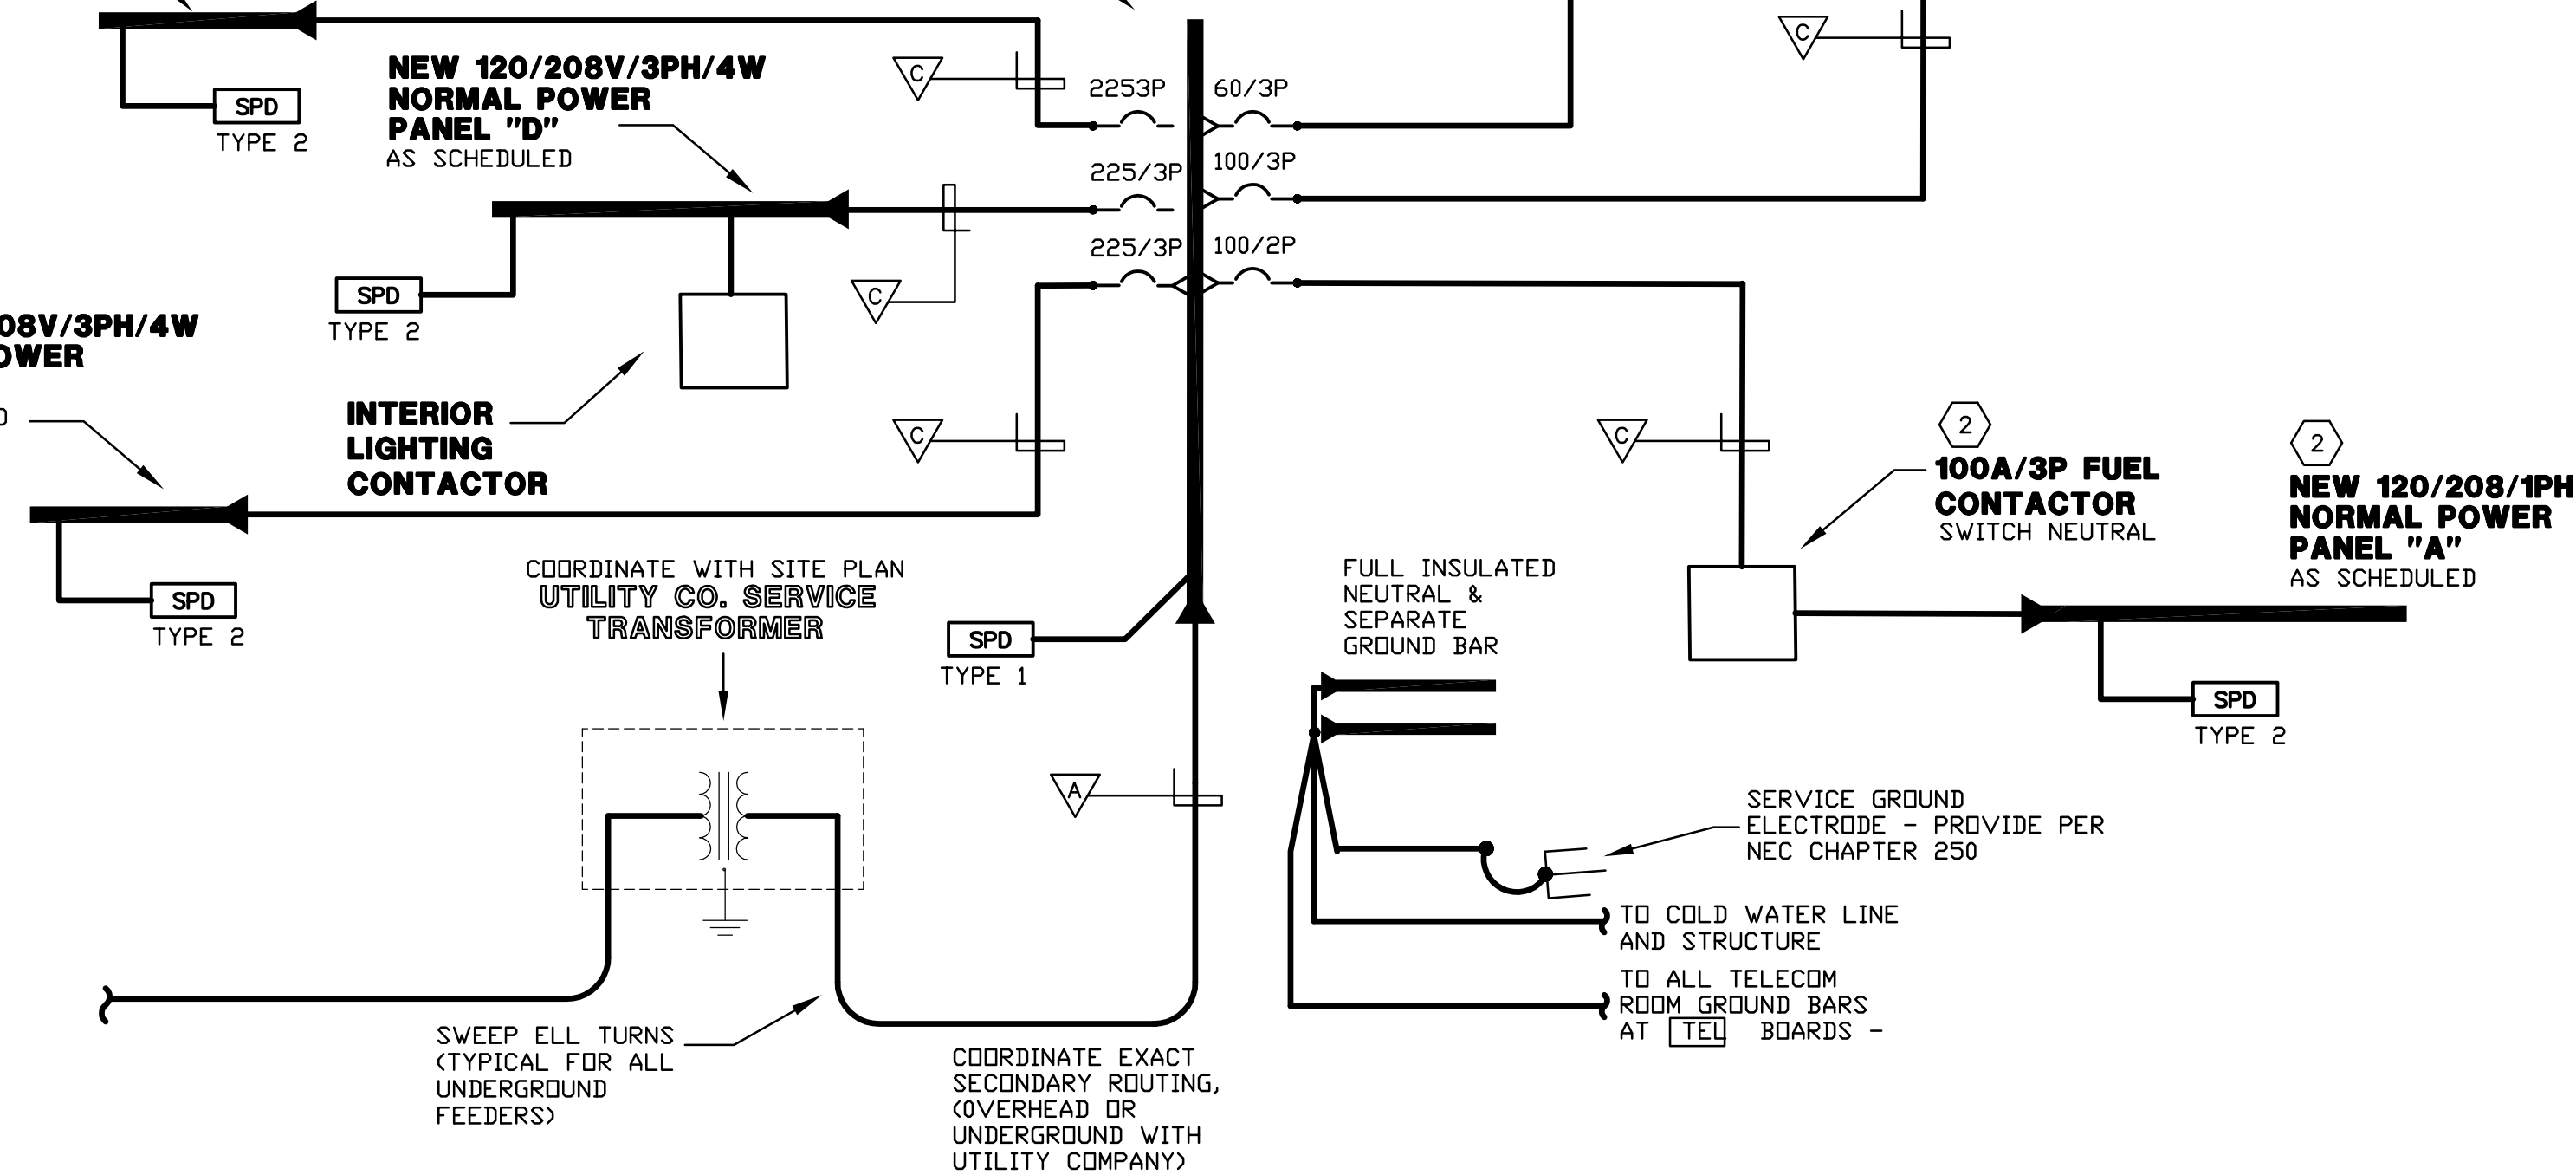 SPD
TYPE 2
NEW 120/208V/3PH/4W
NORMAL POWER
PANEL "D"
AS SCHEDULED
C
2253P
60/3P
C
225/3P
100/3P
225/3P
100/2P
SPD
TYPE 2
C
08V/3PH/4W
OWER
D
INTERIOR
LIGHTING
CONTACTOR
C
C
2
100A/3P FUEL
CONTACTOR
SWITCH NEUTRAL
2
NEW 120/208/1PH
NORMAL POWER
PANEL "A"
AS SCHEDULED
SPD
TYPE 2
COORDINATE WITH SITE PLAN
UTILITY CO. SERVICE
TRANSFORMER
SPD
TYPE 1
FULL INSULATED
NEUTRAL &
SEPARATE
GROUND BAR
SPD
TYPE 2
A
SERVICE GROUND
ELECTRODE - PROVIDE PER
NEC CHAPTER 250
TO COLD WATER LINE
AND STRUCTURE
TO ALL TELECOM
ROOM GROUND BARS
AT TEL BOARDS -
SWEEP ELL TURNS
(TYPICAL FOR ALL
UNDERGROUND
FEEDERS)
COORDINATE EXACT
SECONDARY ROUTING,
(OVERHEAD OR
UNDERGROUND WITH
UTILITY COMPANY)